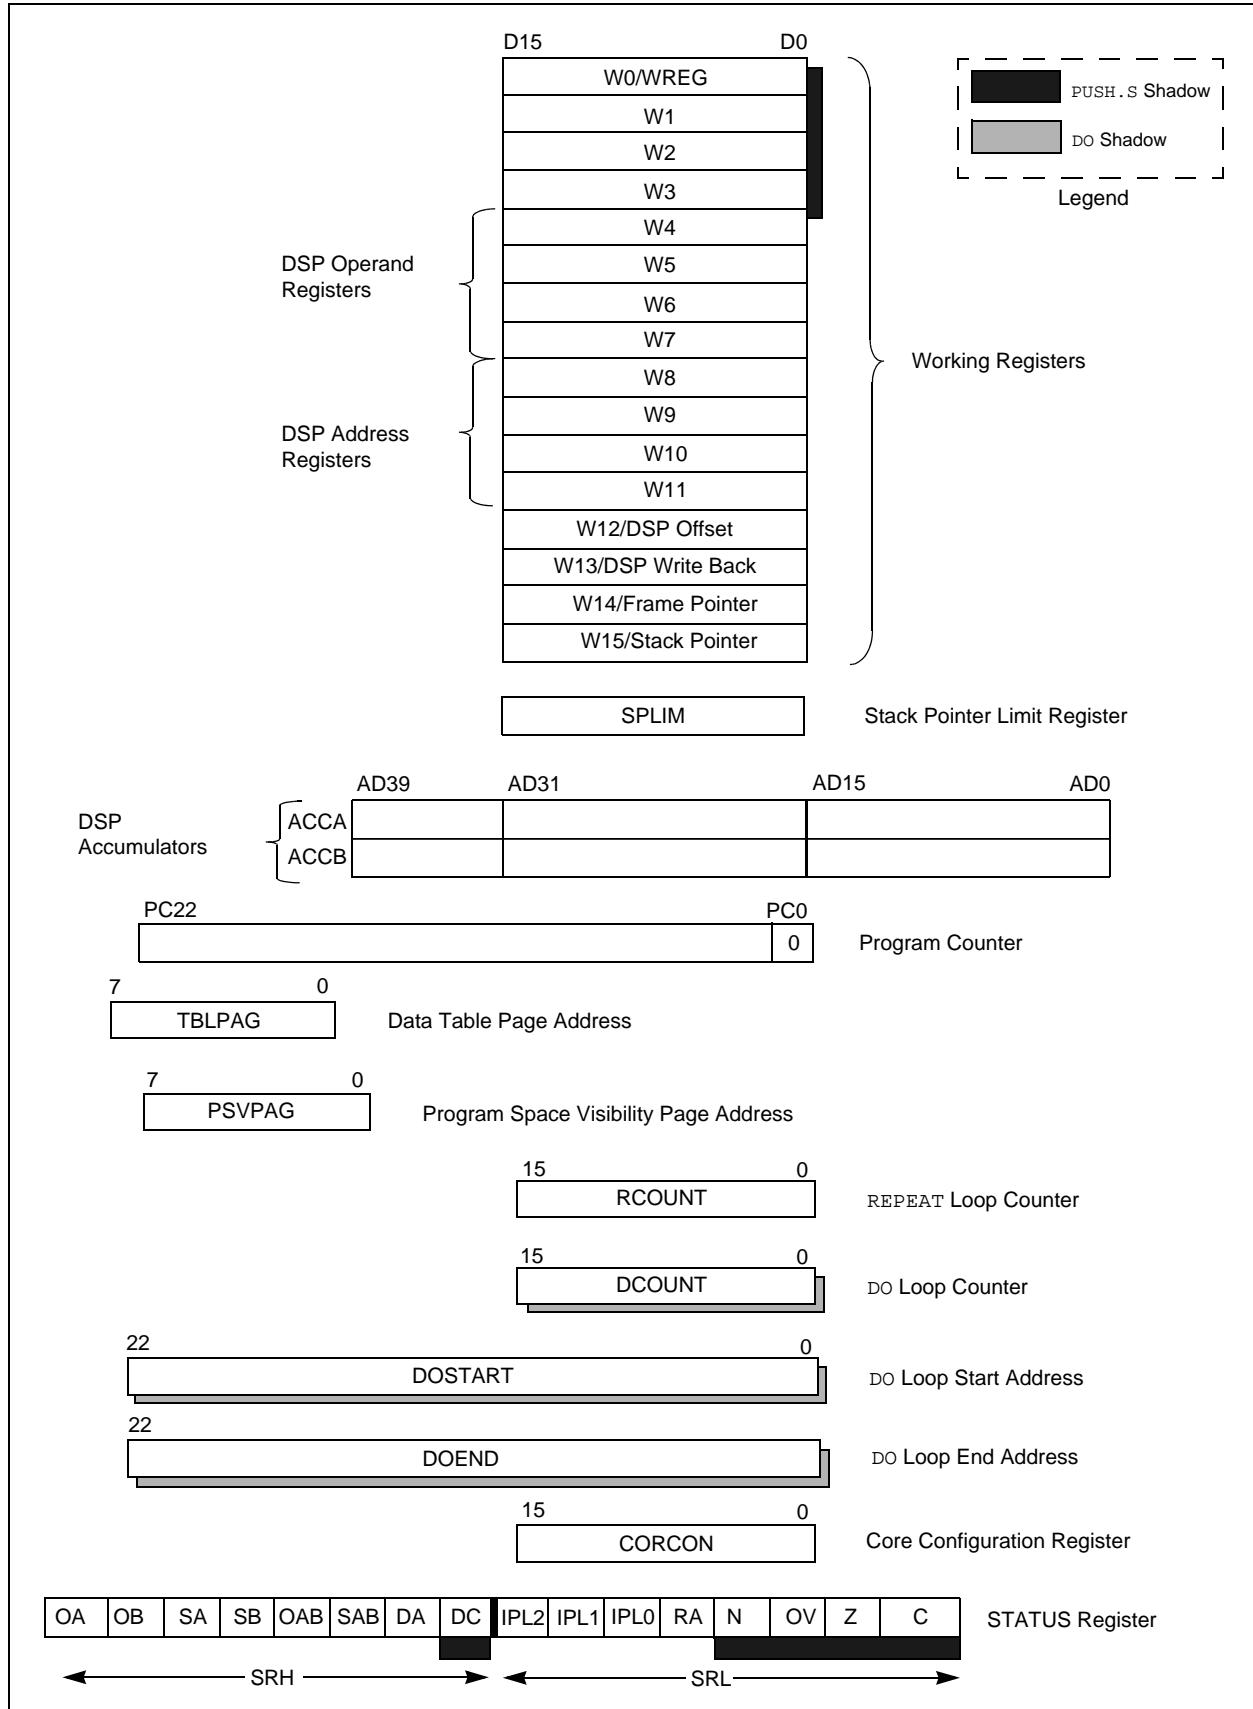 D15 D0
W0/WREG
PUSH.S Shadow
W1
DO Shadow
W2
W3
Legend
W4
DSP Operand
Registers
W5
W6
W7
Working Registers
W8
W9
DSP Address
Registers
W10
W11
W12/DSP Offset
W13/DSP Write Back
W14/Frame Pointer
W15/Stack Pointer
SPLIM Stack Pointer Limit Register
AD39 AD31 AD15 AD0
DSP
Accumulators
ACCA
ACCB
PC22 PC0
0 Program Counter
7 0
TBLPAG Data Table Page Address
7 0
PSVPAG Program Space Visibility Page Address
15 0
RCOUNT REPEAT Loop Counter
15 0
DCOUNT DO Loop Counter
22 0
DOSTART DO Loop Start Address
22
DOEND DO Loop End Address
15 0
CORCON Core Configuration Register
OA OB SA SB OAB SAB DA DC IPL2 IPL1 IPL0 RA N OV Z C STATUS Register
SRH SRL